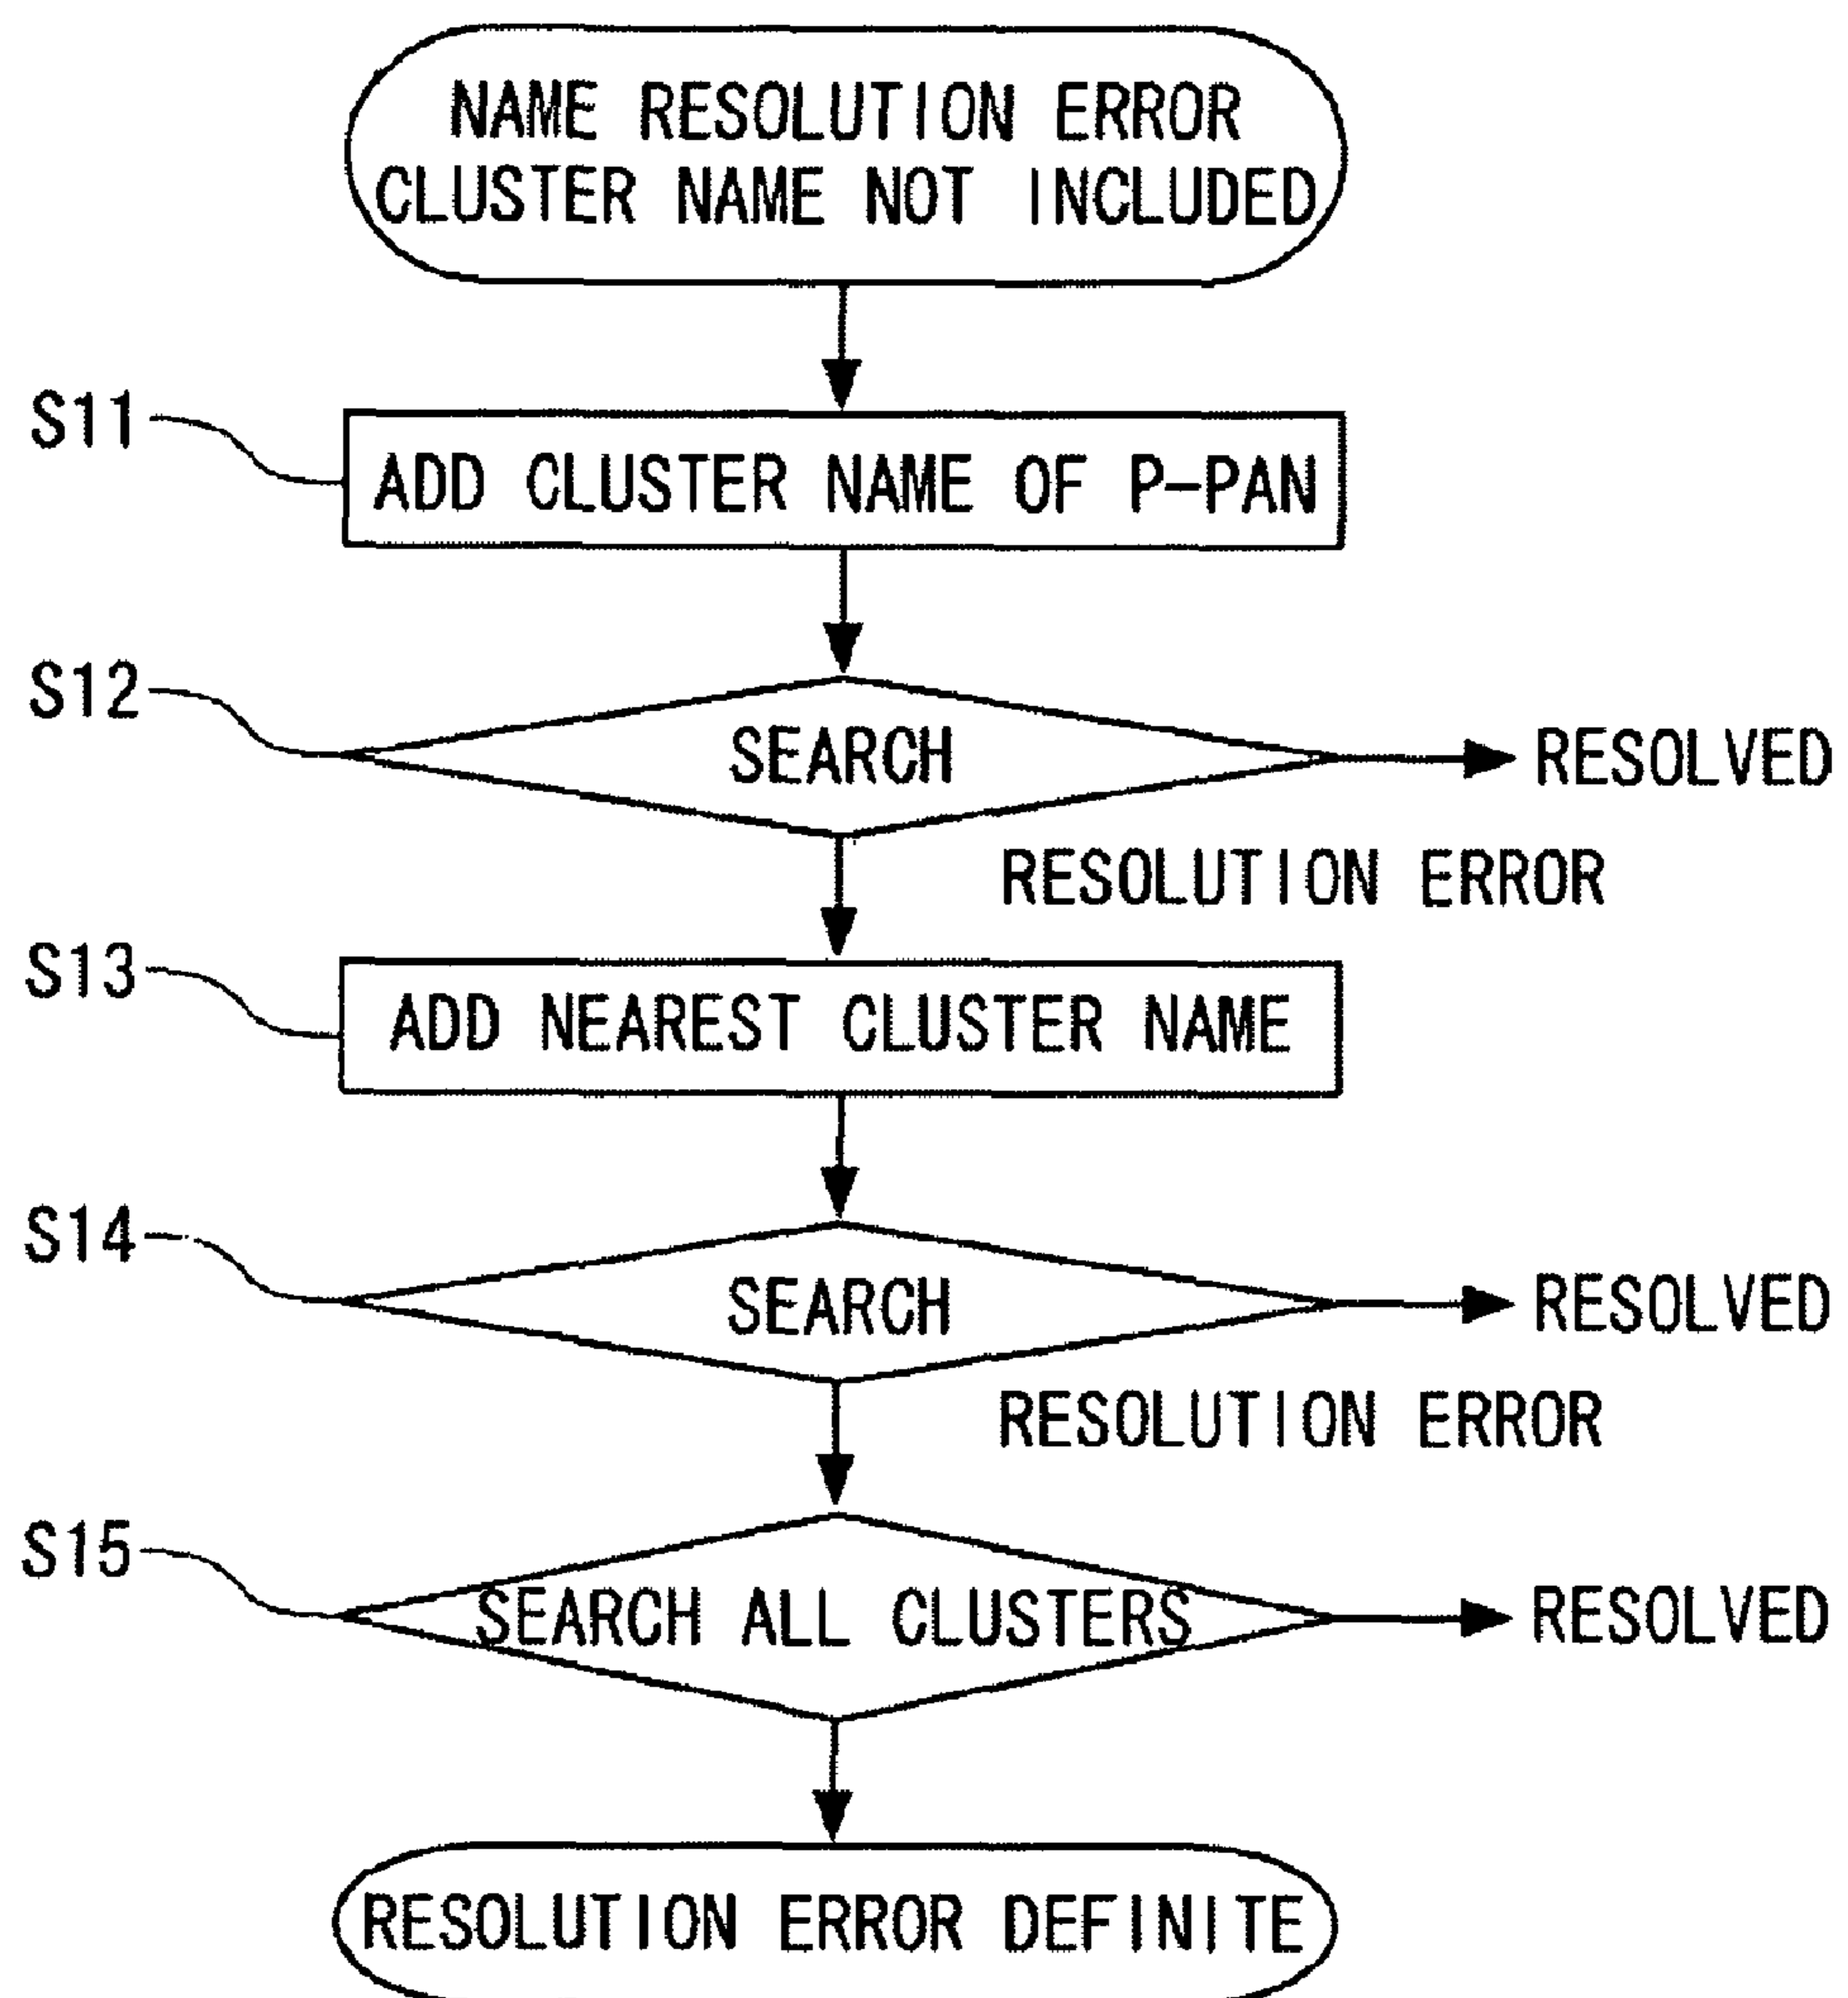 NAME RESOLUTION ERROR
CLUSTER NAME NOT INCLUDED
S11
ADD CLUSTER NAME OF P-PAN
S12
SEARCH
RESOLVED
RESOLUTION ERROR
S13
ADD NEAREST CLUSTER NAME
S14
SEARCH
RESOLVED
RESOLUTION ERROR
S15
SEARCH ALL CLUSTERS
RESOLVED
RESOLUTION ERROR DEFINITE